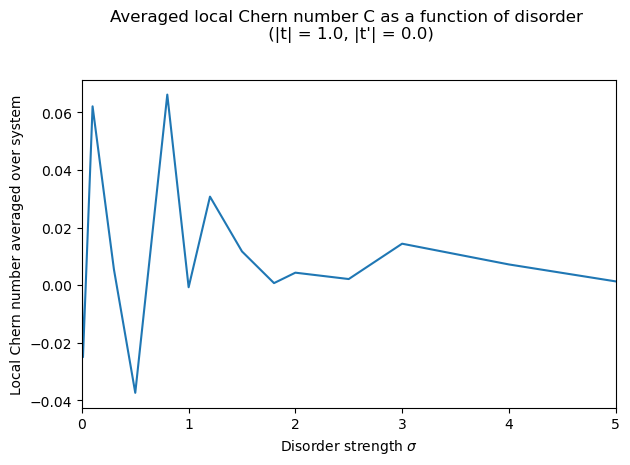 Averaged local Chern number C as a function of disorder
(|t| = 1.0, |t'| = 0.0)
Local Chern number averaged over system
0.06
0.04
0.02
0.00
−0.02
−0.04
0 1 2 3 4 5
Disorder strength σ